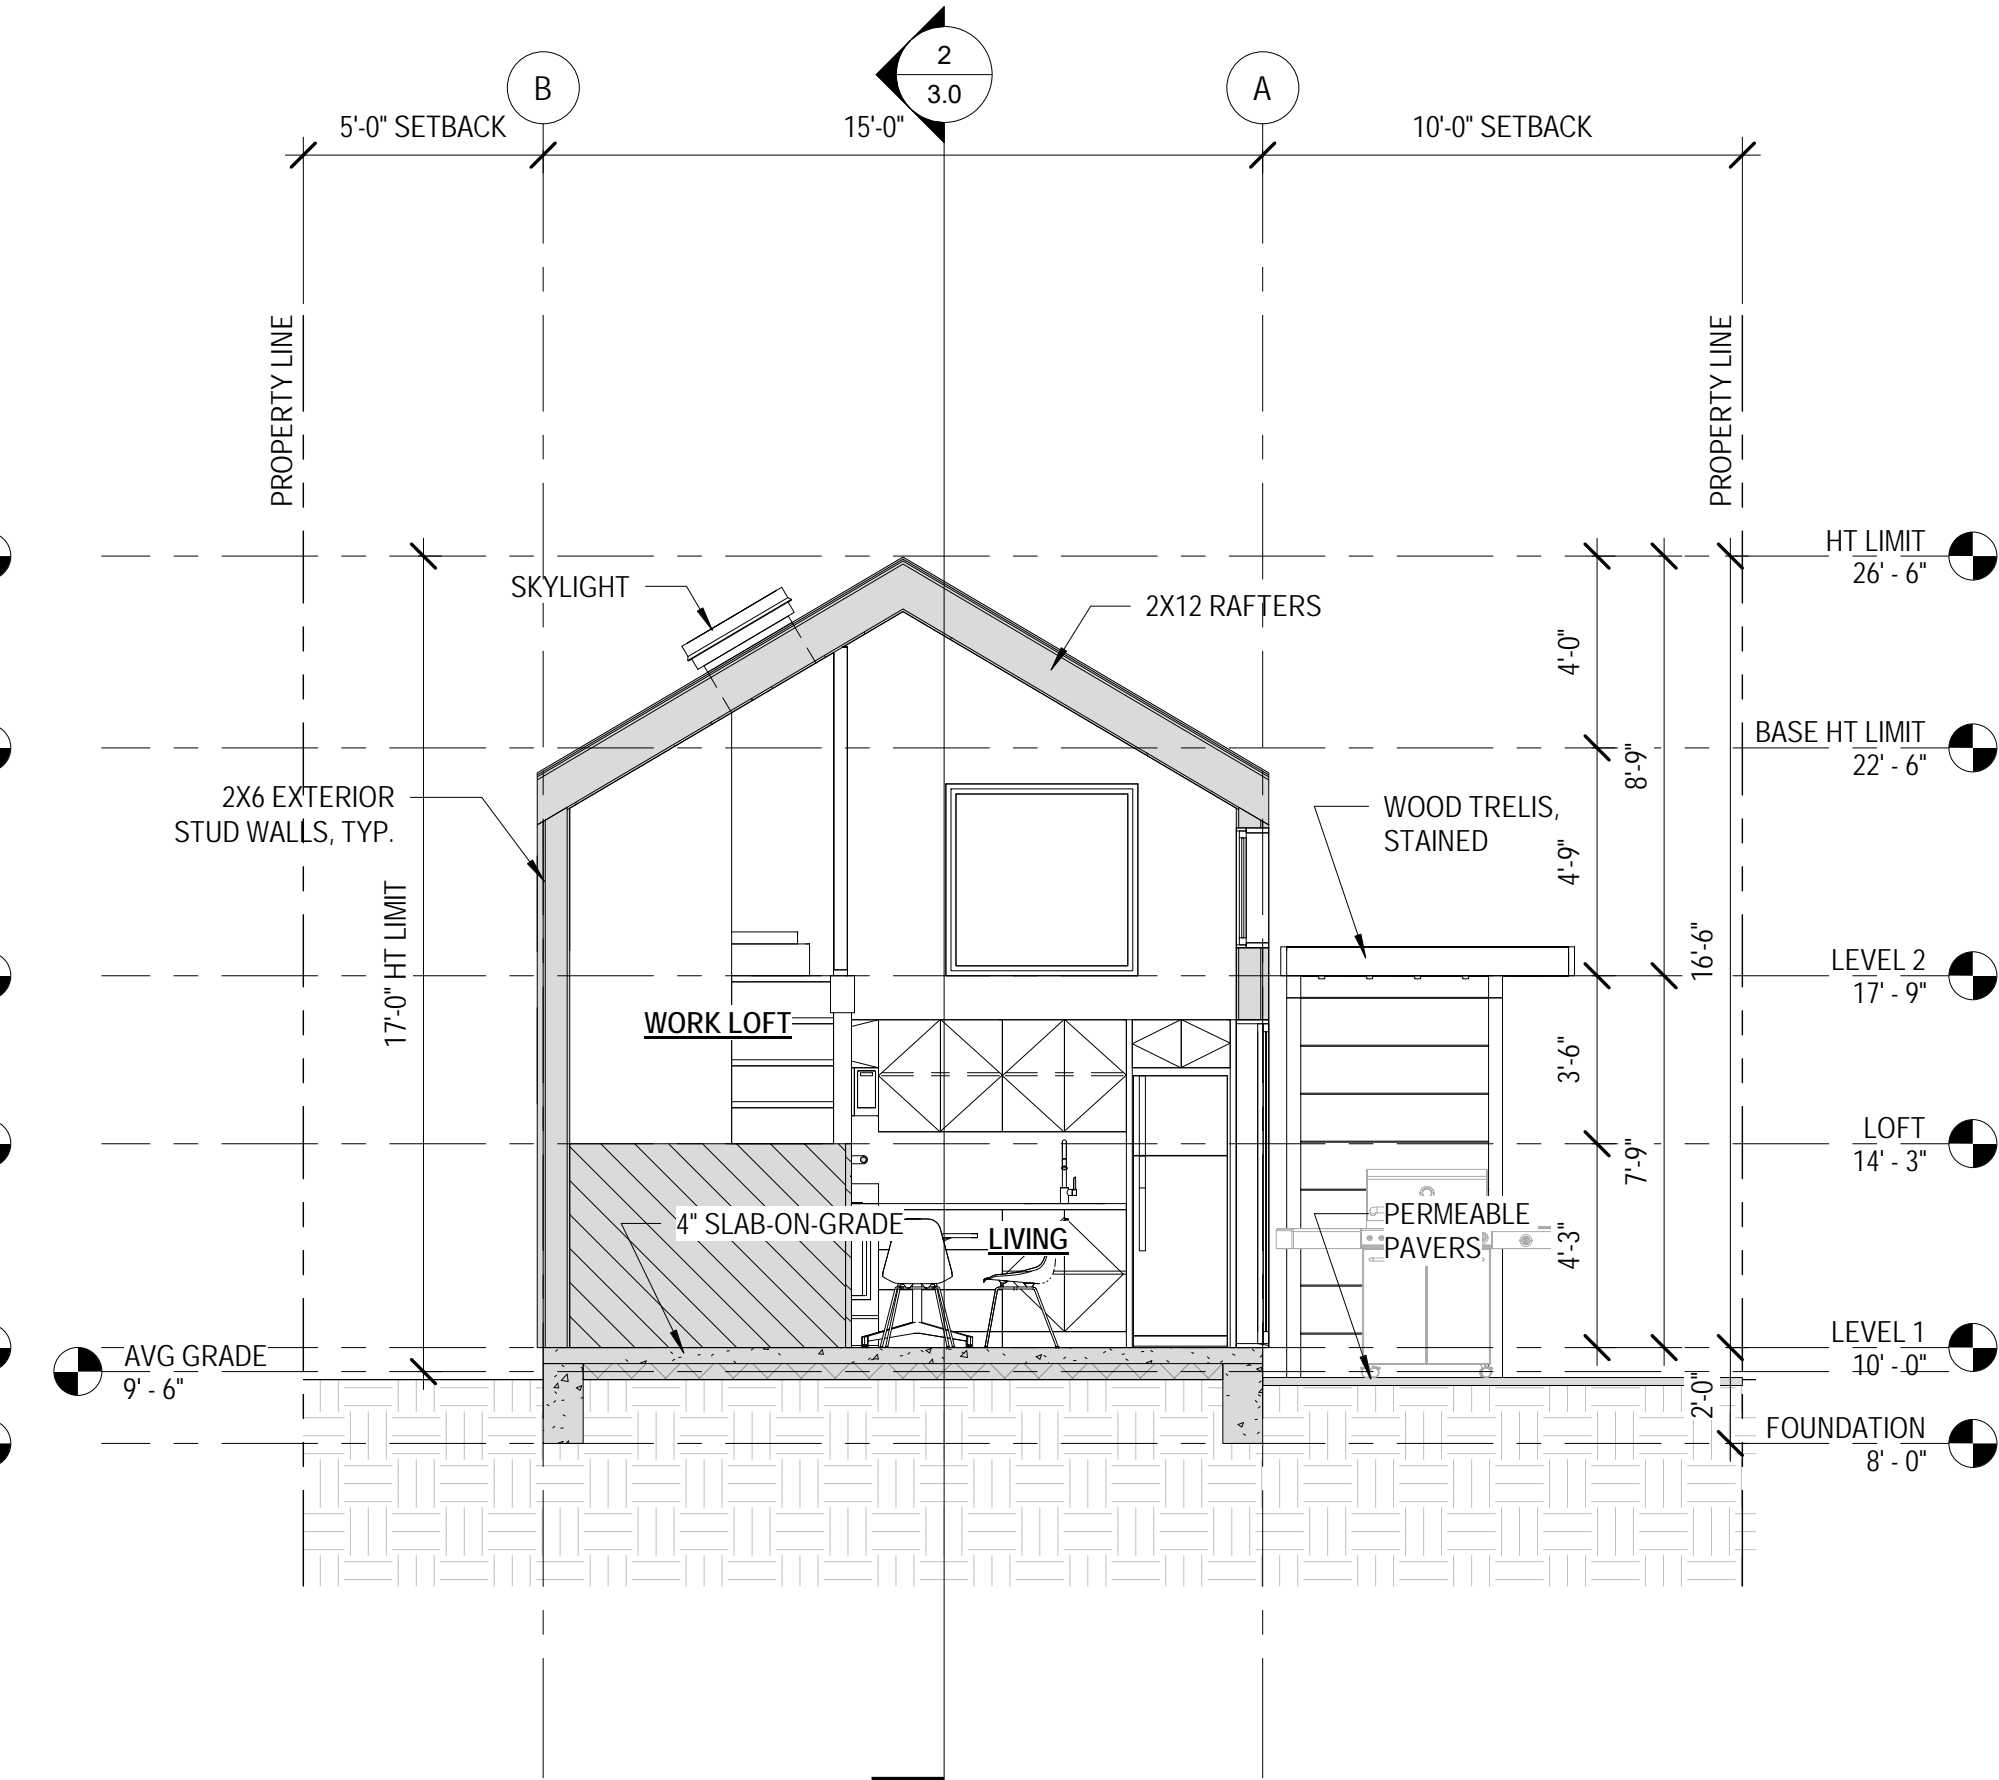 2
3.0
B
A
5'-0" SETBACK
15'-0"
10'-0" SETBACK
PROPERTY LINE
PROPERTY LINE
HT LIMIT
26' - 6"
SKYLIGHT
2X12 RAFTERS
4'-0"
BASE HT LIMIT
22' - 6"
8'-9"
2X6 EXTERIOR
STUD WALLS, TYP.
WOOD TRELIS,
STAINED
4'-9"
17'-0" HT LIMIT
16'-6"
LEVEL 2
17' - 9"
WORK LOFT
3'-6"
LOFT
14' - 3"
7'-9"
4" SLAB-ON-GRADE
LIVING
PERMEABLE
PAVERS
4'-3"
AVG GRADE
9' - 6"
LEVEL 1
10' - 0"
2'-0"
FOUNDATION
8' - 0"